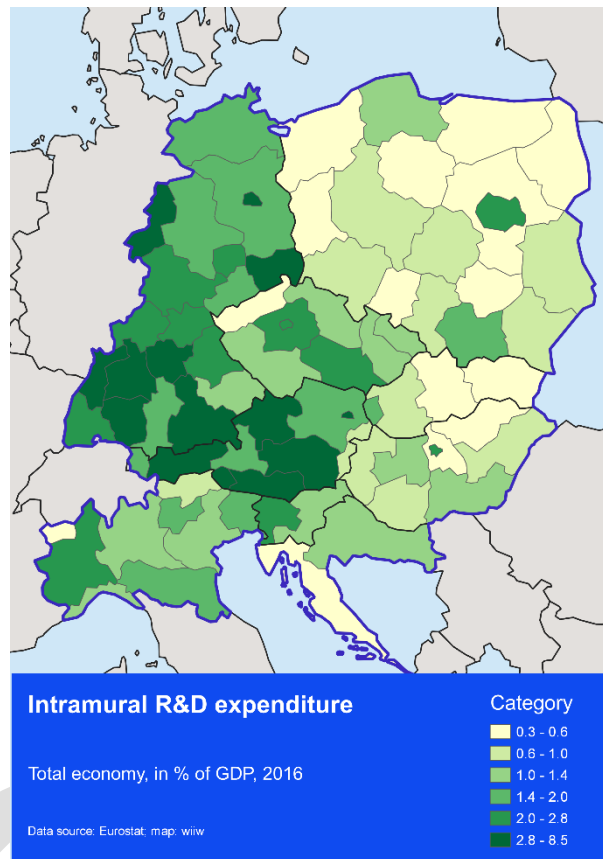 Intramural R&D expenditure
Total economy, in % of GDP, 2016
Data source: Eurostat; map: wiiw
Category
0.3 - 0.6
0.6 - 1.0
1.0 - 1.4
1.4 - 2.0
2.0 - 2.8
2.8 - 8.5